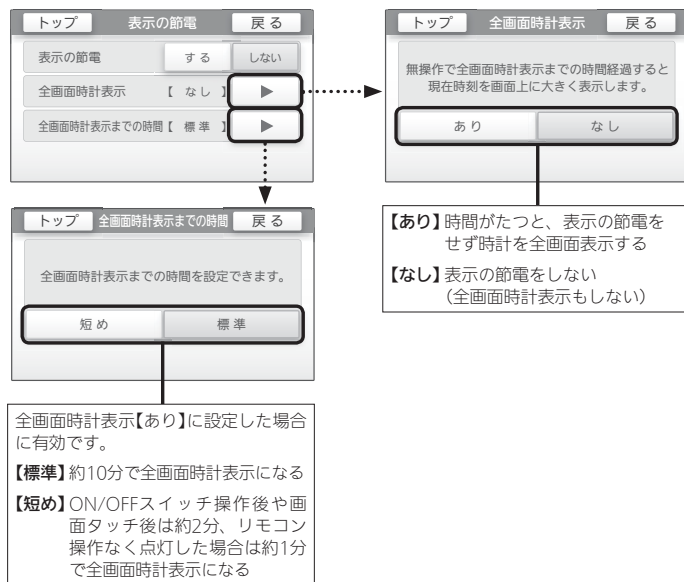 トップ 表示の節電 戻る
表示の節電 する しない
全画面時計表示 【 なし 】 ▶
全画面時計表示までの時間【 標準 】 ▶
トップ 全画面時計表示 戻る
無操作で全画面時計表示までの時間経過すると
現在時刻を画面上に大きく表示します。
あり なし
【あり】時間がたつと、表示の節電を
せず時計を全画面表示する
【なし】表示の節電をしない
（全画面時計表示もしない）
トップ 全画面時計表示までの時間 戻る
全画面時計表示までの時間を設定できます。
短め 標準
全画面時計表示【あり】に設定した場合
に有効です。
【標準】約10分で全画面時計表示になる
【短め】ON/OFFスイッチ操作後や画
面タッチ後は約2分、リモコン
操作なく点灯した場合は約1分
で全画面時計表示になる